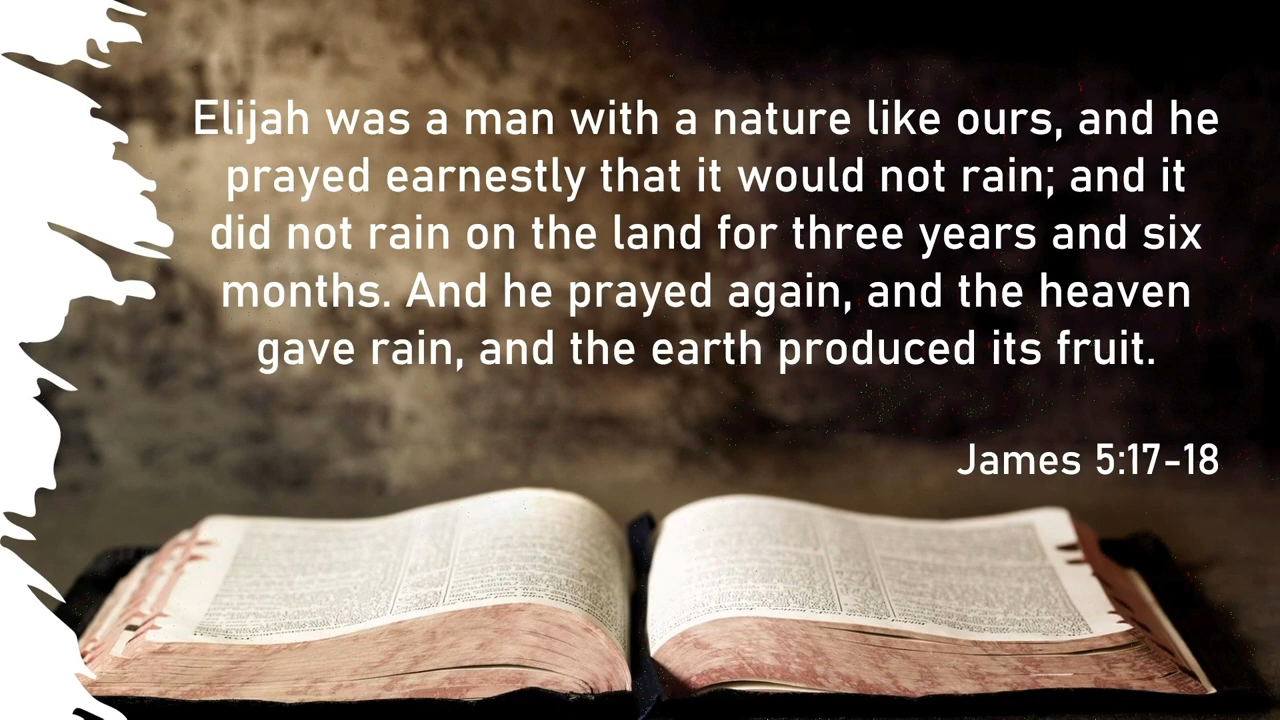 Elijah was a man with a nature like ours, and he
prayed earnestly that it would not rain; and it
did not rain on the land for three years and six
months. And he prayed again, and the heaven
gave rain, and the earth produced its fruit.
James 5:17-18